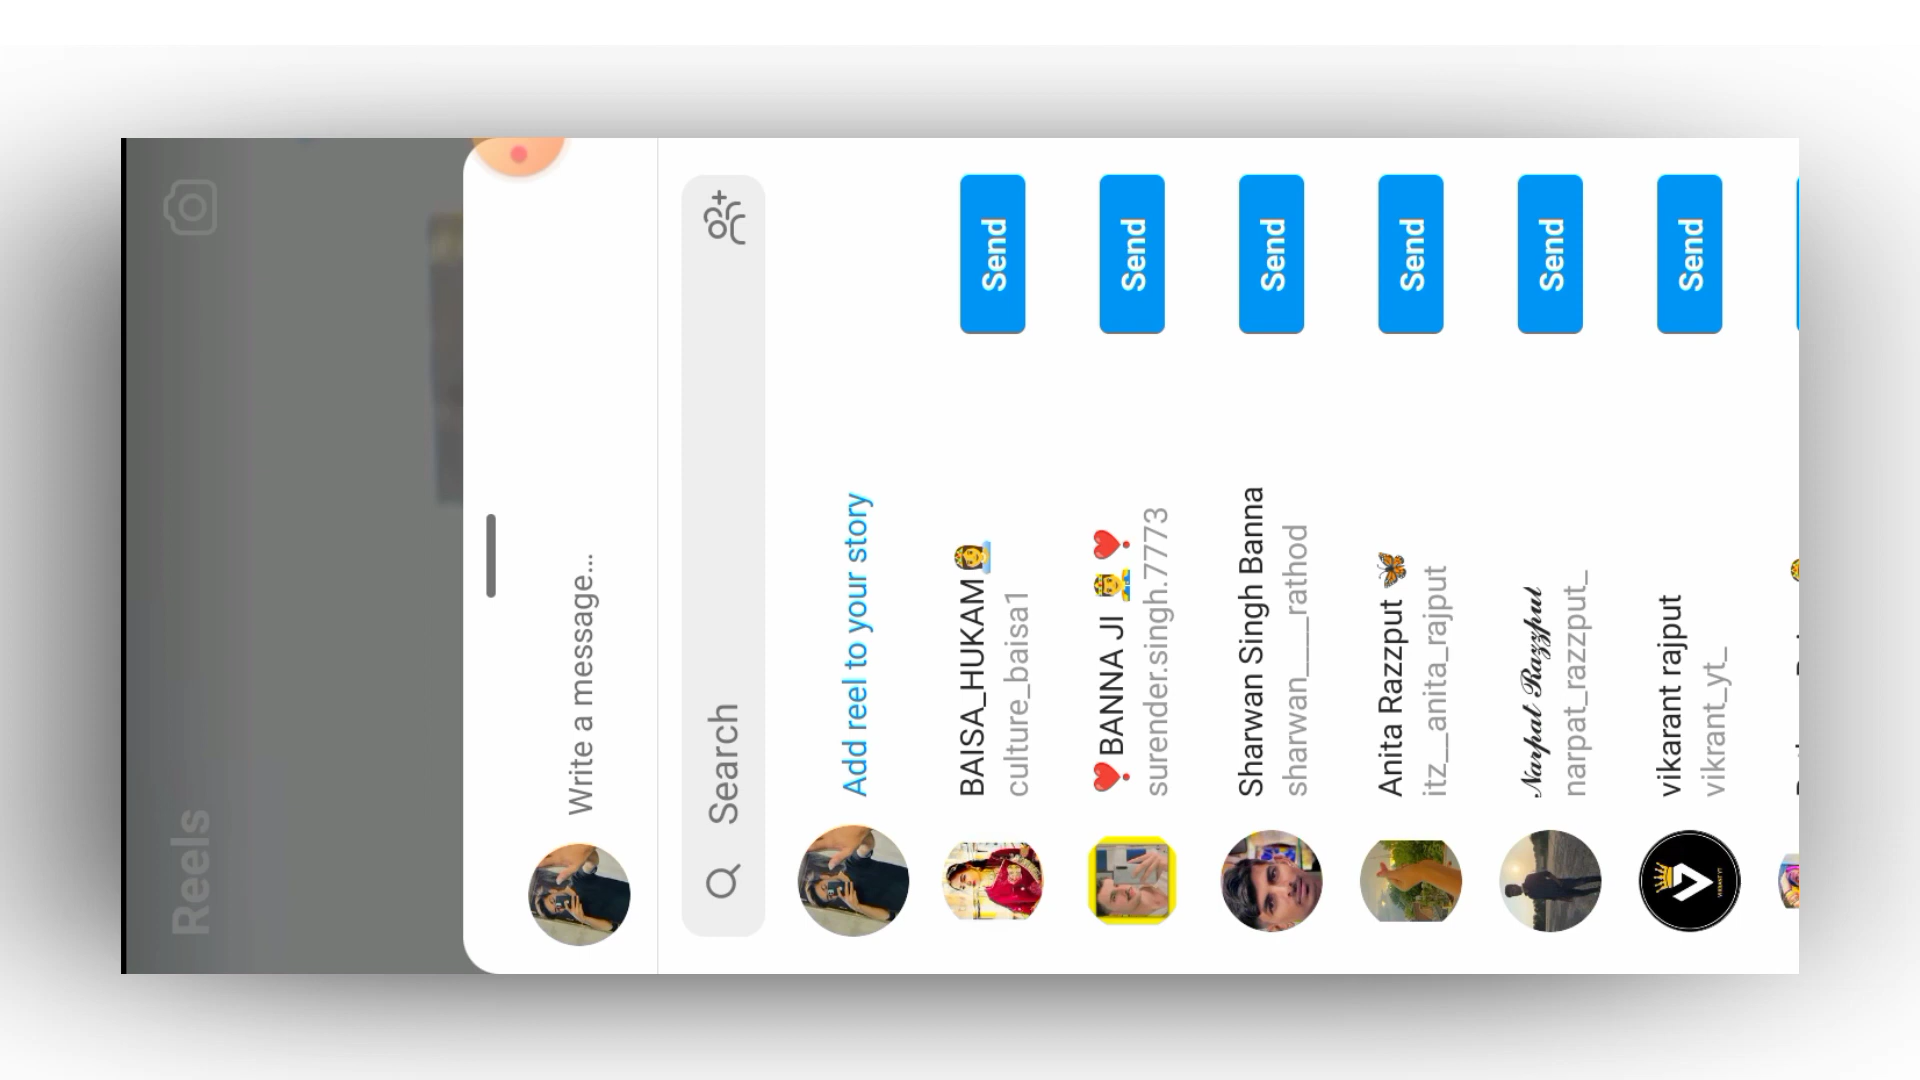 Reels
Write a message...
Search
Add reel to your story
BAISA_HUKAM👸
culture_baisa1
Send
❣️BANNA JI 🤴❣️
surender.singh.7773
Send
Sharwan Singh Banna
sharwan____rathod
Send
Anita Razzput 🦋
itz__anita_rajput
Send
𝓝𝓪𝓻𝓹𝓪𝓽 𝓡𝓪𝔃𝔃𝓹𝓾𝓽
narpat_razzput_
Send
vikarant rajput
vikrant_yt_
Send